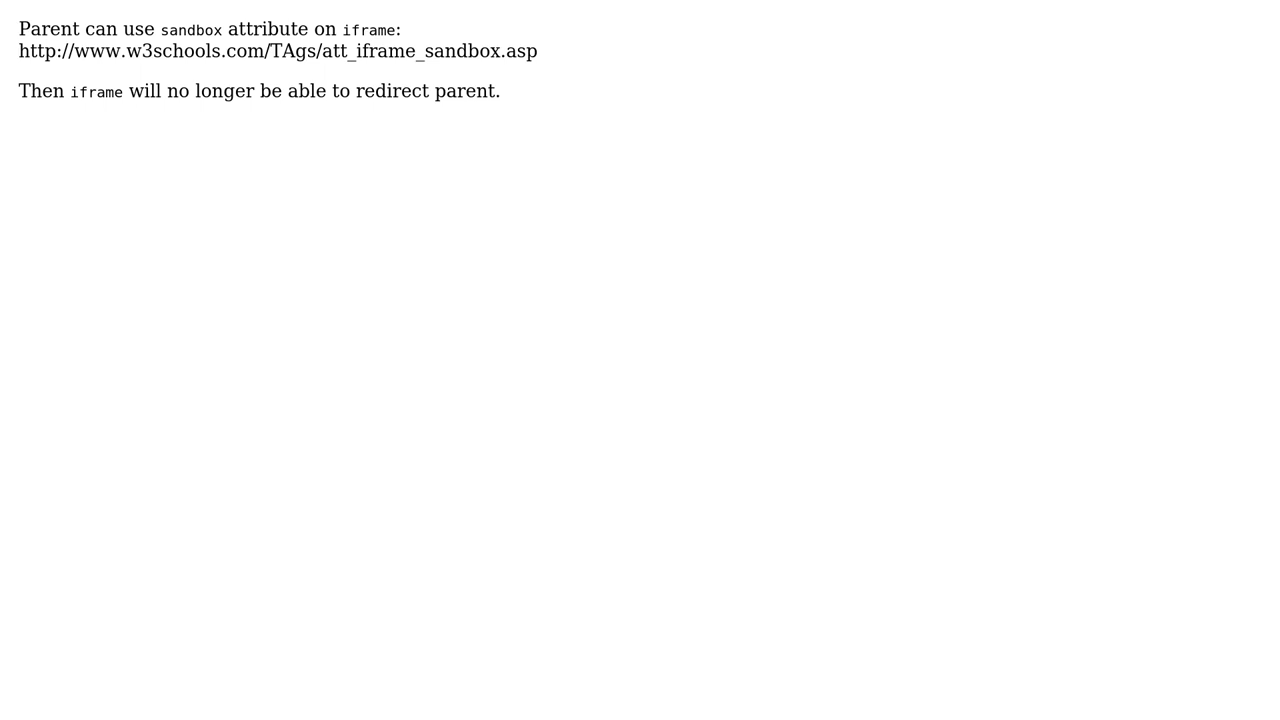 Parent can use sandbox attribute on iframe:
http://www.w3schools.com/TAgs/att_iframe_sandbox.asp
Then iframe will no longer be able to redirect parent.